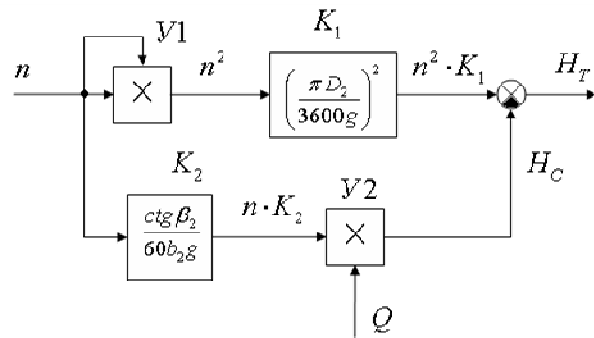 У1
K₁
n
×
n²
(πD₂/3600g)²
n²·K₁
H_T
K₂
H_C
ctgβ₂/60b₂g
n·K₂
У2
×
Q